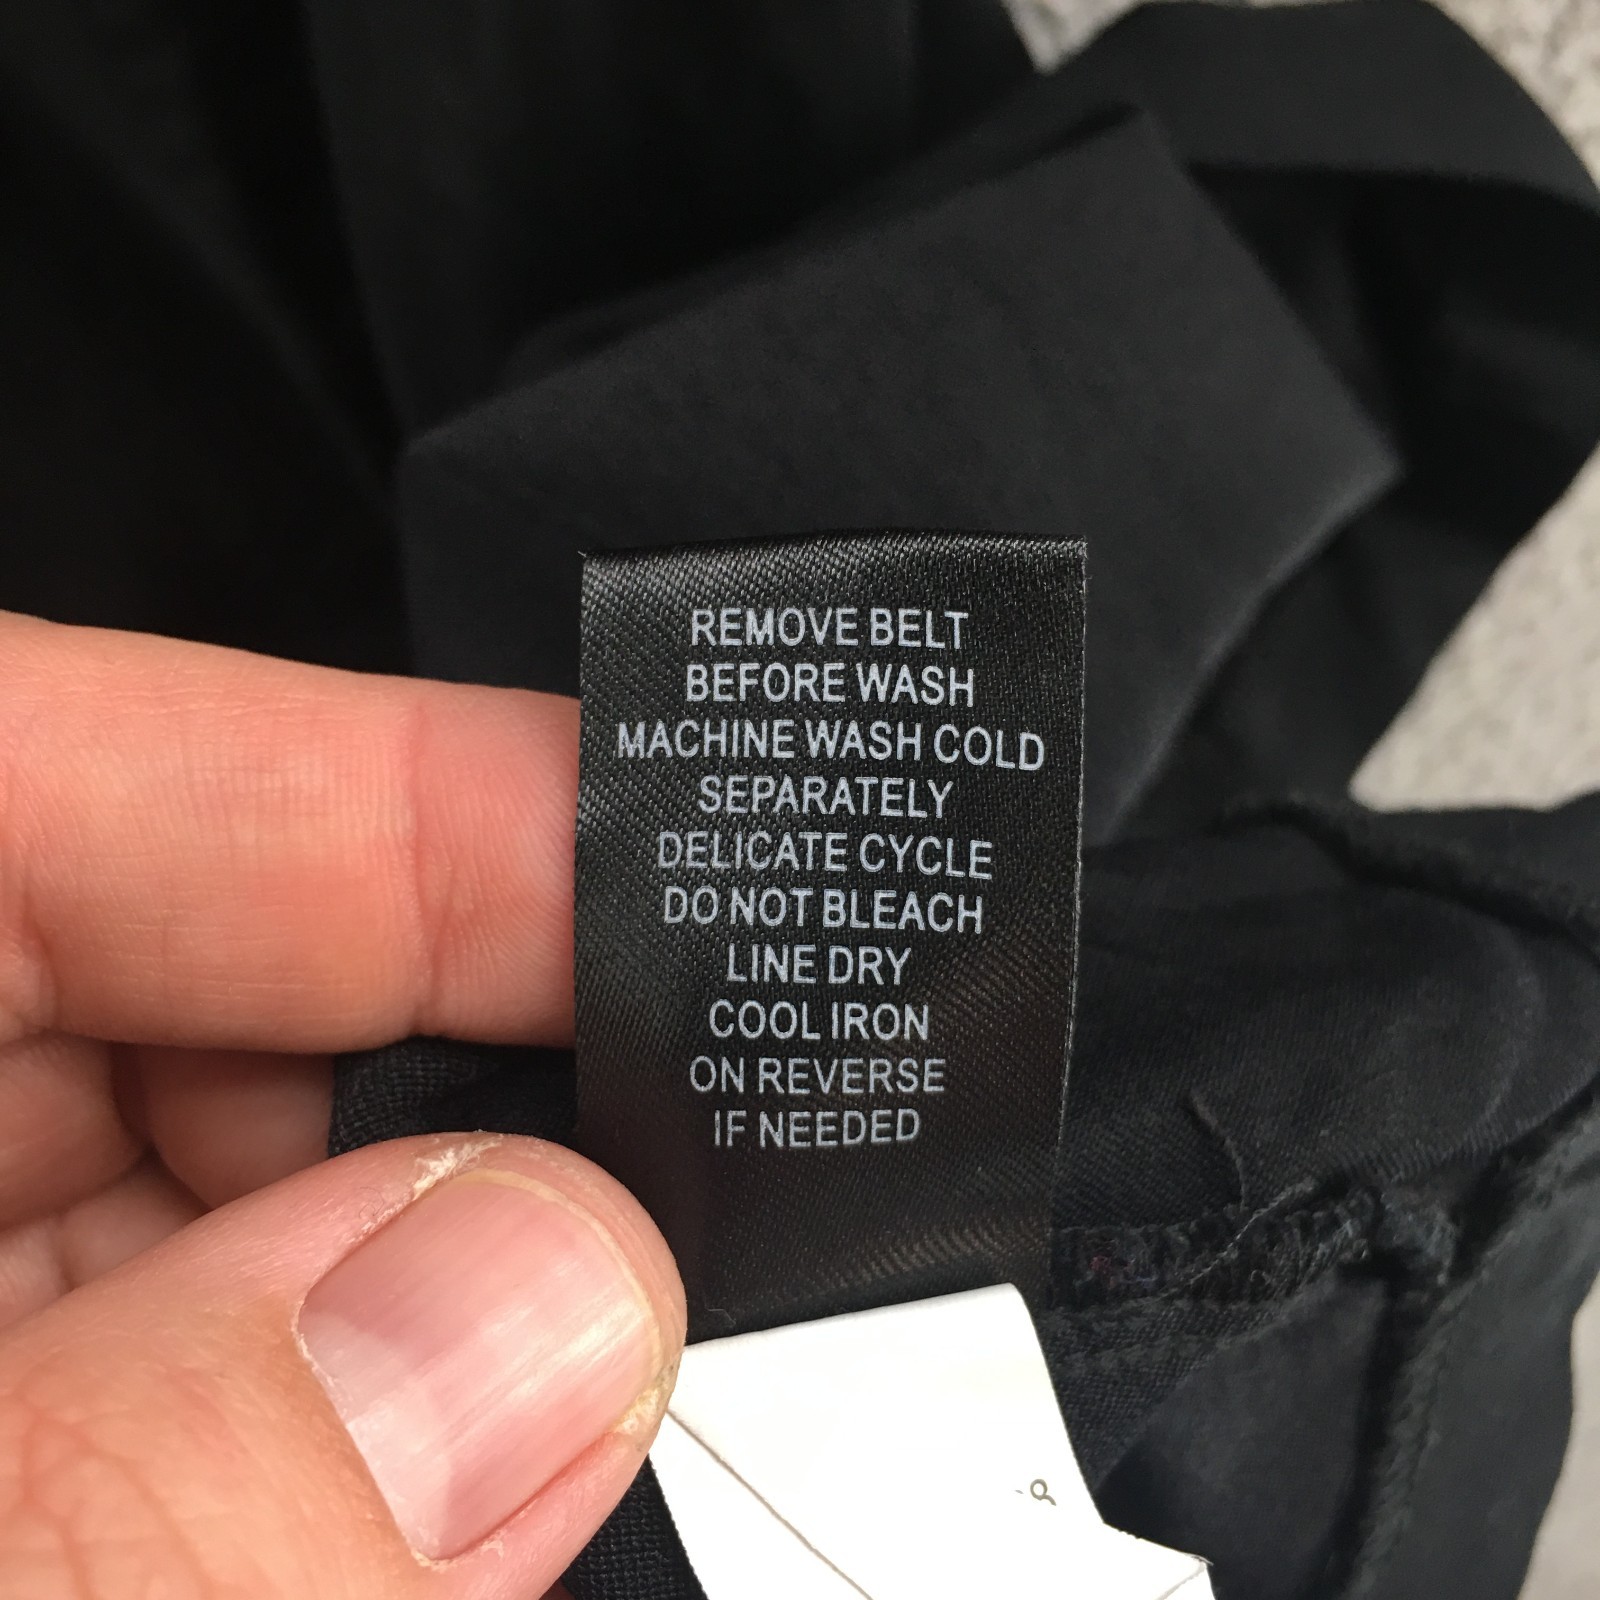 REMOVE BELT
BEFORE WASH
MACHINE WASH COLD
SEPARATELY
DELICATE CYCLE
DO NOT BLEACH
LINE DRY
COOL IRON
ON REVERSE
IF NEEDED